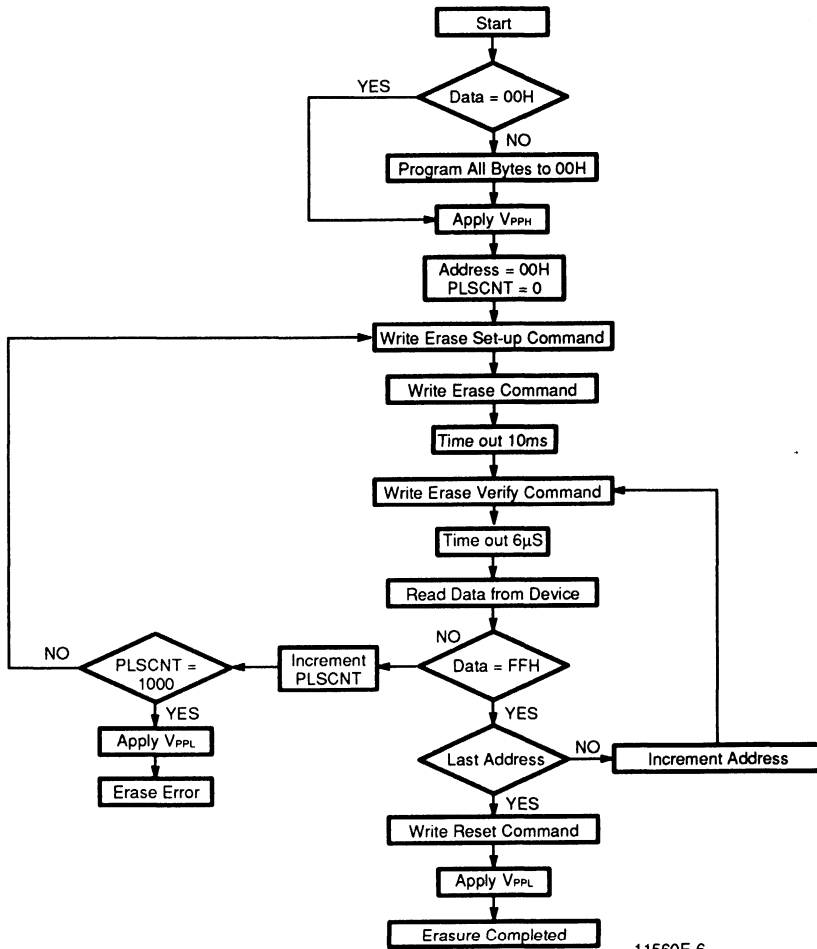 Start
YES
Data = 00H
NO
Program All Bytes to 00H
Apply VPPH
Address = 00H
PLSCNT = 0
Write Erase Set-up Command
Write Erase Command
Time out 10ms
Write Erase Verify Command
Time out 6µS
Read Data from Device
NO
Data = FFH
Increment
PLSCNT
NO
PLSCNT =
1000
YES
YES
Apply VPPL
Erase Error
Last Address
NO
Increment Address
YES
Write Reset Command
Apply VPPL
Erasure Completed
11560E-6